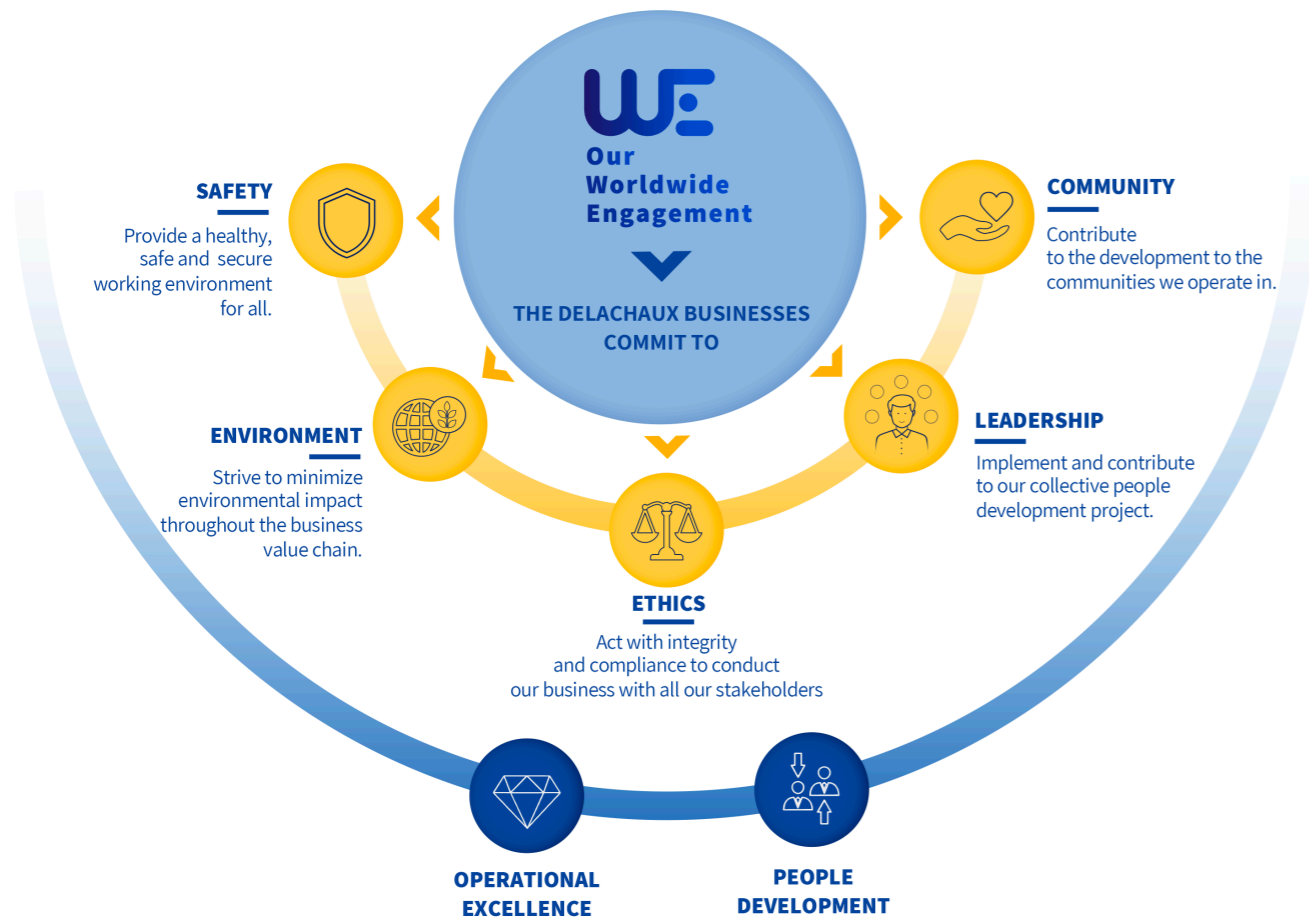 WE
Our
Worldwide
Engagement
THE DELACHAUX BUSINESSES
COMMIT TO
SAFETY
Provide a healthy,
safe and secure
working environment
for all.
ENVIRONMENT
Strive to minimize
environmental impact
throughout the business
value chain.
ETHICS
Act with integrity
and compliance to conduct
our business with all our stakeholders
LEADERSHIP
Implement and contribute
to our collective people
development project.
COMMUNITY
Contribute
to the development to the
communities we operate in.
OPERATIONAL
EXCELLENCE
PEOPLE
DEVELOPMENT